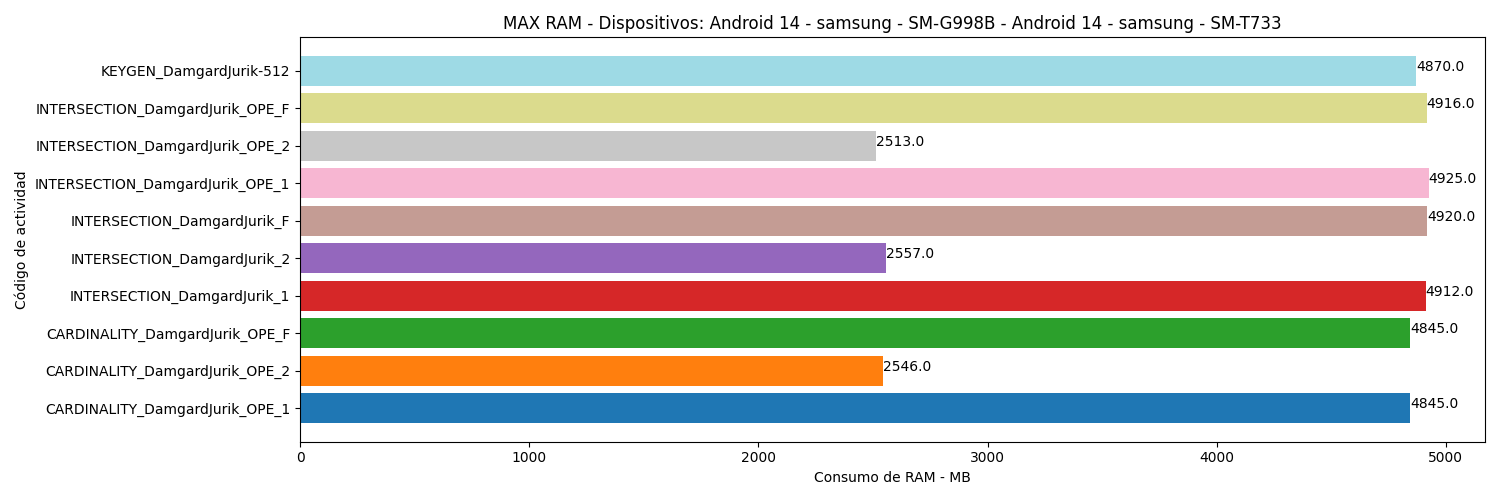 MAX RAM - Dispositivos: Android 14 - samsung - SM-G998B - Android 14 - samsung - SM-T733
Código de actividad
KEYGEN_DamgardJurik-512 4870.0
INTERSECTION_DamgardJurik_OPE_F 4916.0
INTERSECTION_DamgardJurik_OPE_2 2513.0
INTERSECTION_DamgardJurik_OPE_1 4925.0
INTERSECTION_DamgardJurik_F 4920.0
INTERSECTION_DamgardJurik_2 2557.0
INTERSECTION_DamgardJurik_1 4912.0
CARDINALITY_DamgardJurik_OPE_F 4845.0
CARDINALITY_DamgardJurik_OPE_2 2546.0
CARDINALITY_DamgardJurik_OPE_1 4845.0
0 1000 2000 3000 4000 5000
Consumo de RAM - MB